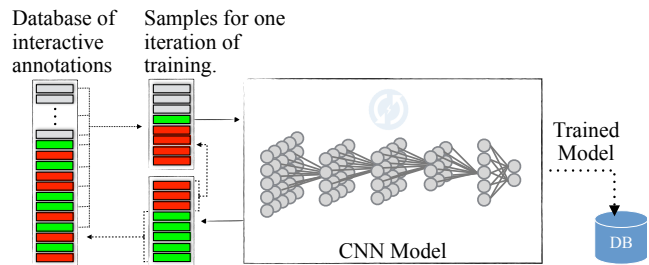 Database of
interactive
annotations
Samples for one
iteration of
training.
CNN Model
Trained
Model
DB